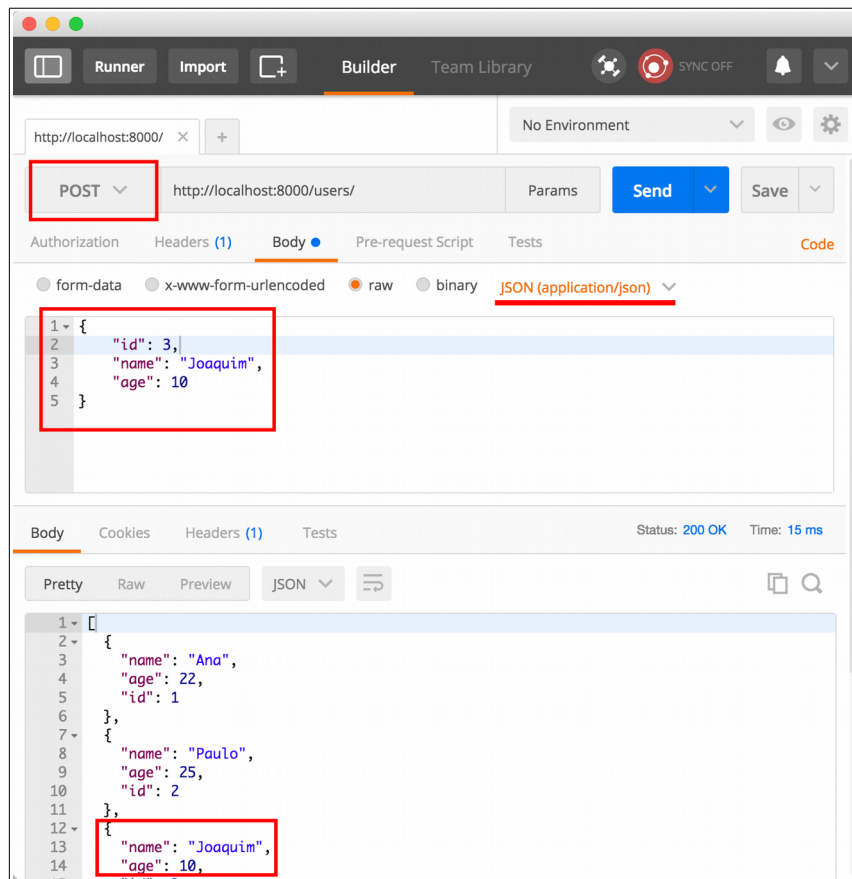 Runner Import Builder Team Library SYNC OFF
http://localhost:8000/ × + No Environment
POST http://localhost:8000/users/ Params Send Save
Authorization Headers (1) Body Pre-request Script Tests Code
form-data x-www-form-urlencoded raw binary JSON (application/json)
1 {
2 "id": 3,
3 "name": "Joaquim",
4 "age": 10
5 }
Body Cookies Headers (1) Tests Status: 200 OK Time: 15 ms
Pretty Raw Preview JSON
1 [
2 {
3 "name": "Ana",
4 "age": 22,
5 "id": 1
6 },
7 {
8 "name": "Paulo",
9 "age": 25,
10 "id": 2
11 },
12 {
13 "name": "Joaquim",
14 "age": 10,